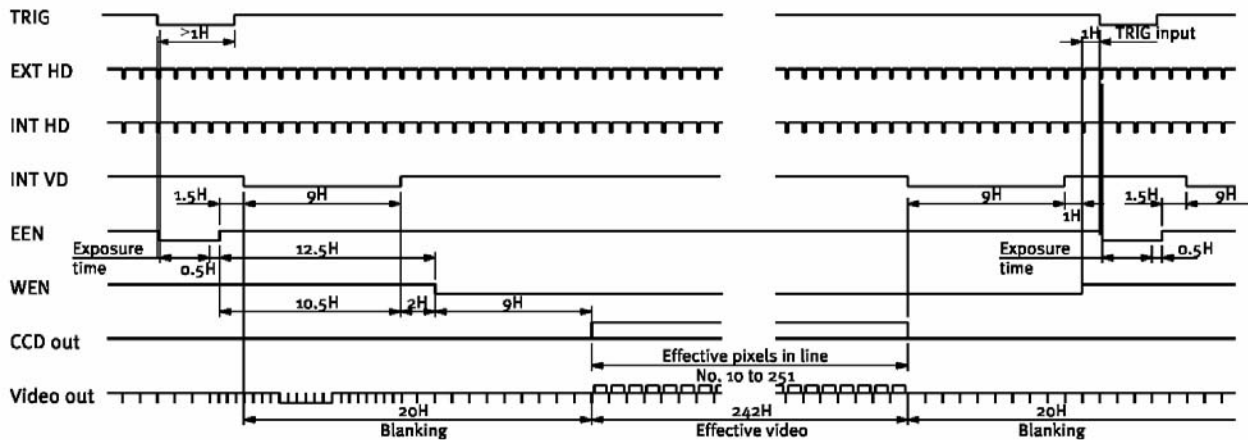 TRIG
>1H
1H
TRIG input
EXT HD
INT HD
INT VD
1.5H
9H
9H
1.5H
9H
1H
EEN
Exposure
time
0.5H
12.5H
Exposure
time
0.5H
WEN
10.5H
2H
9H
CCD out
Effective pixels in line
No. 10 to 251
Video out
20H
242H
20H
Blanking
Effective video
Blanking